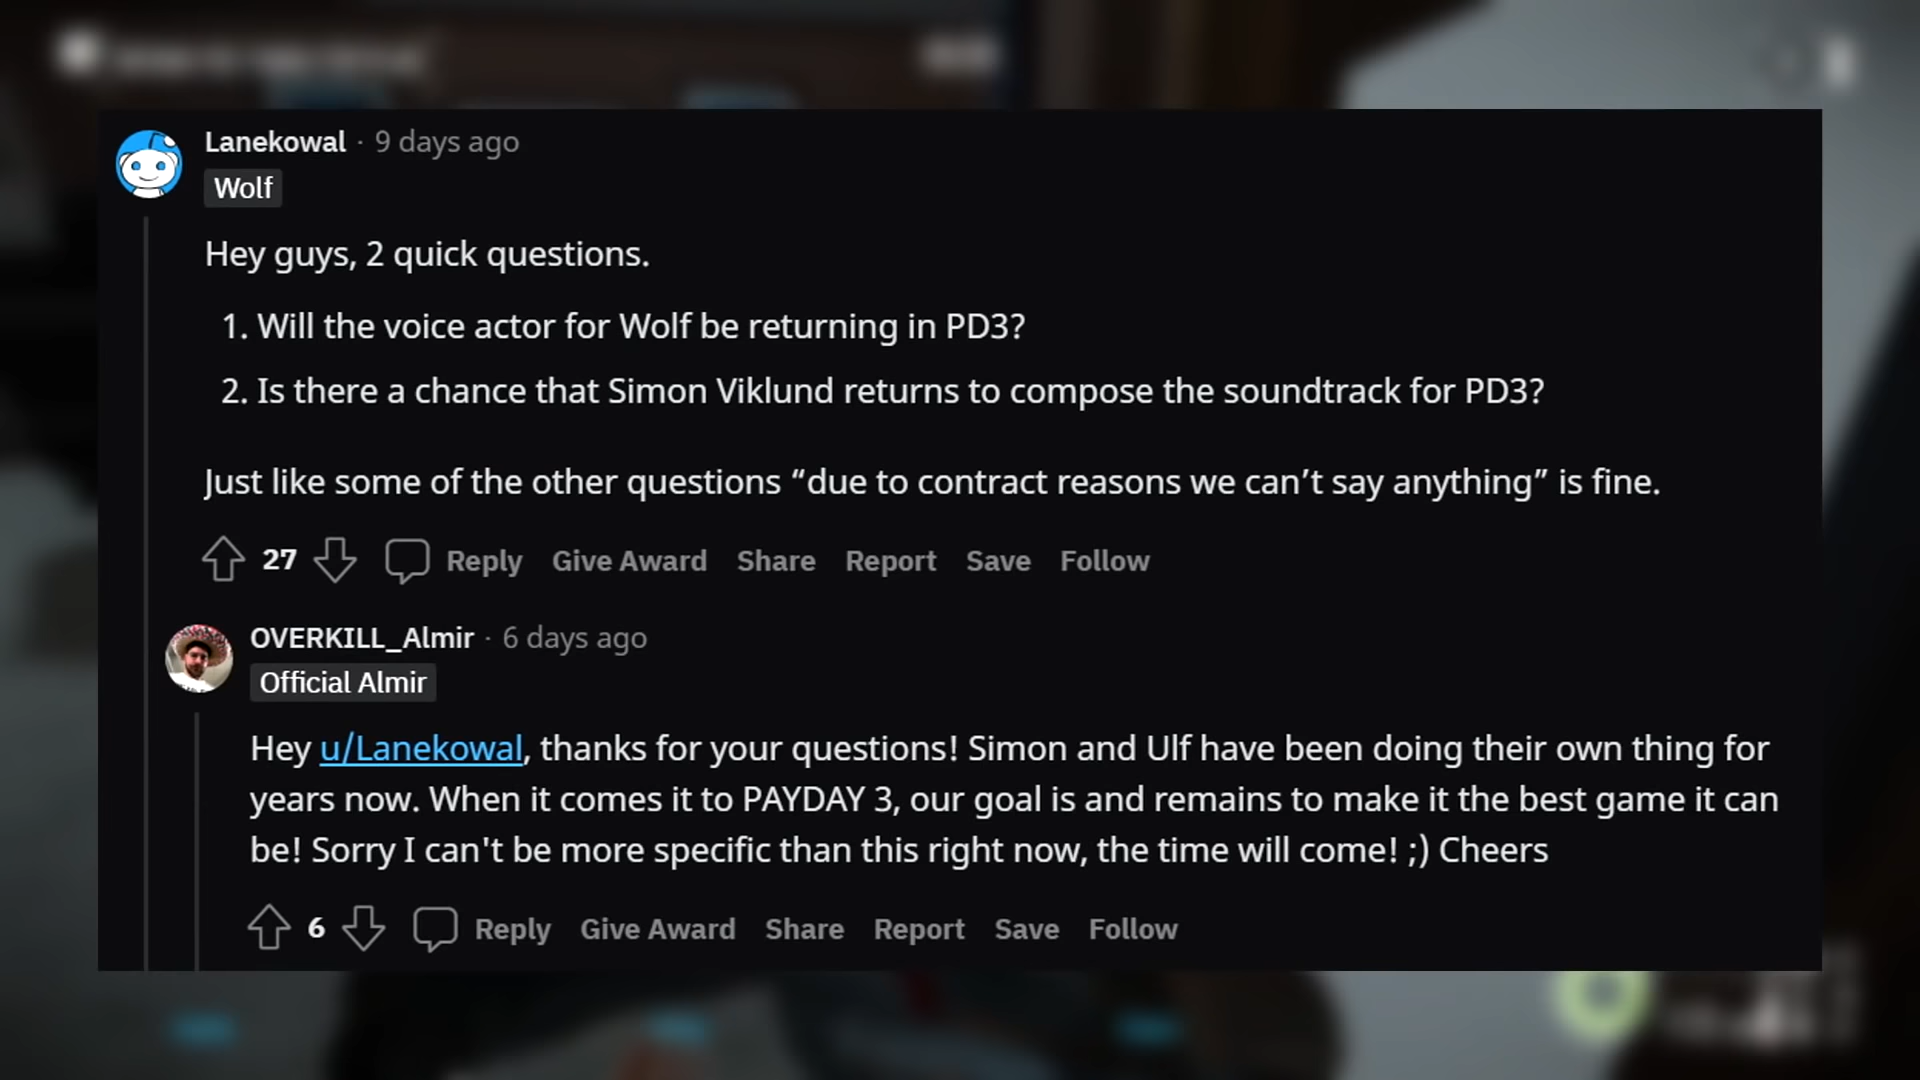 Lanekowal · 9 days ago
Wolf
Hey guys, 2 quick questions.
1. Will the voice actor for Wolf be returning in PD3?
2. Is there a chance that Simon Viklund returns to compose the soundtrack for PD3?
Just like some of the other questions “due to contract reasons we can’t say anything” is fine.
27 Reply Give Award Share Report Save Follow
OVERKILL_Almir · 6 days ago
Official Almir
Hey u/Lanekowal, thanks for your questions! Simon and Ulf have been doing their own thing for
years now. When it comes it to PAYDAY 3, our goal is and remains to make it the best game it can
be! Sorry I can't be more specific than this right now, the time will come! ;) Cheers
6 Reply Give Award Share Report Save Follow